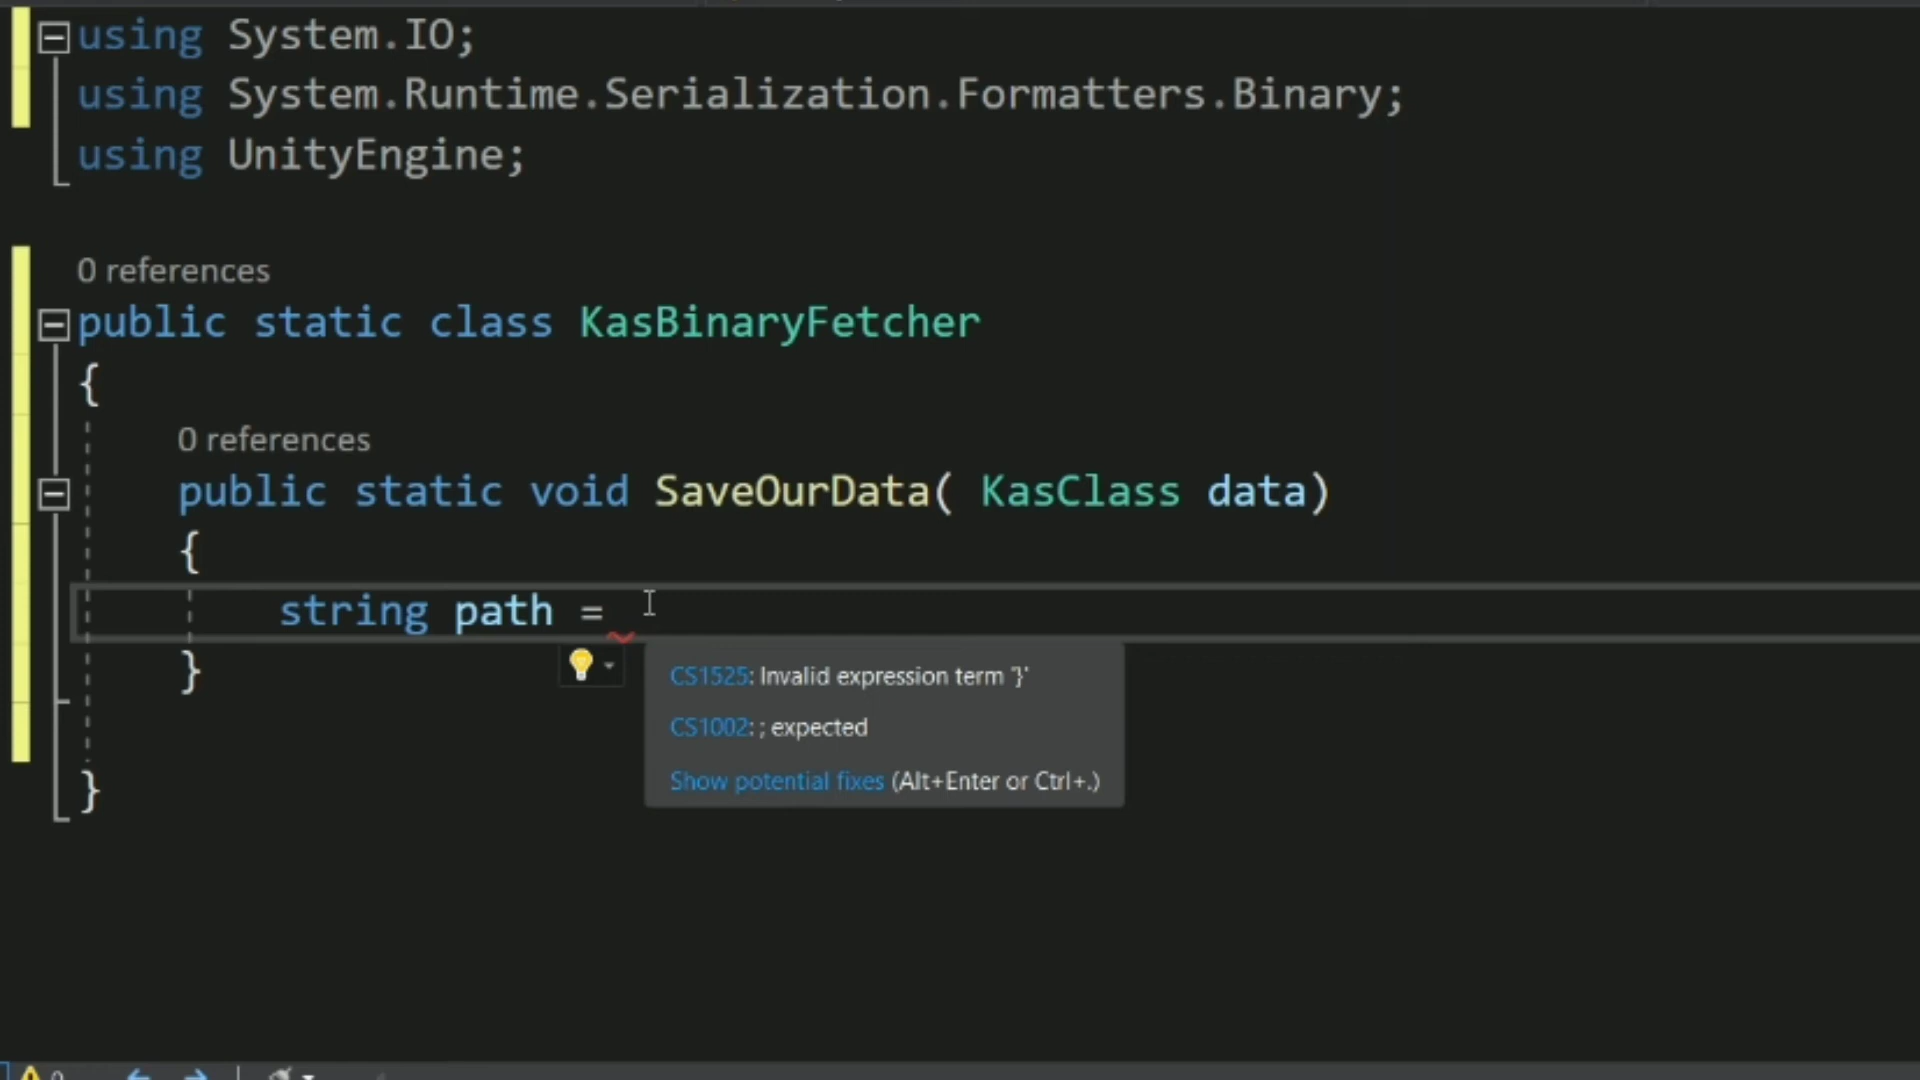 using System.IO;
using System.Runtime.Serialization.Formatters.Binary;
using UnityEngine;
0 references
public static class KasBinaryFetcher
{
0 references
public static void SaveOurData( KasClass data)
{
string path =
}
CS1525: Invalid expression term '}'
CS1002: ; expected
Show potential fixes (Alt+Enter or Ctrl+.)
}